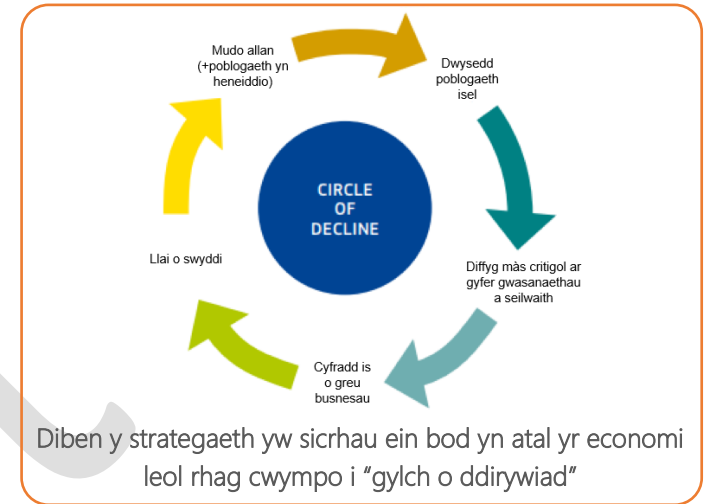 Mudo allan
(+poblogaeth yn
heneiddio)
Dwysedd
poblogaeth
isel
CIRCLE
OF
DECLINE
Llai o swyddi
Diffyg màs critigol ar
gyfer gwasanaethau
a seilwaith
Cyfradd is
o greu
busnesau
Diben y strategaeth yw sicrhau ein bod yn atal yr economi
leol rhag cwympo i “gylch o ddirywiad”